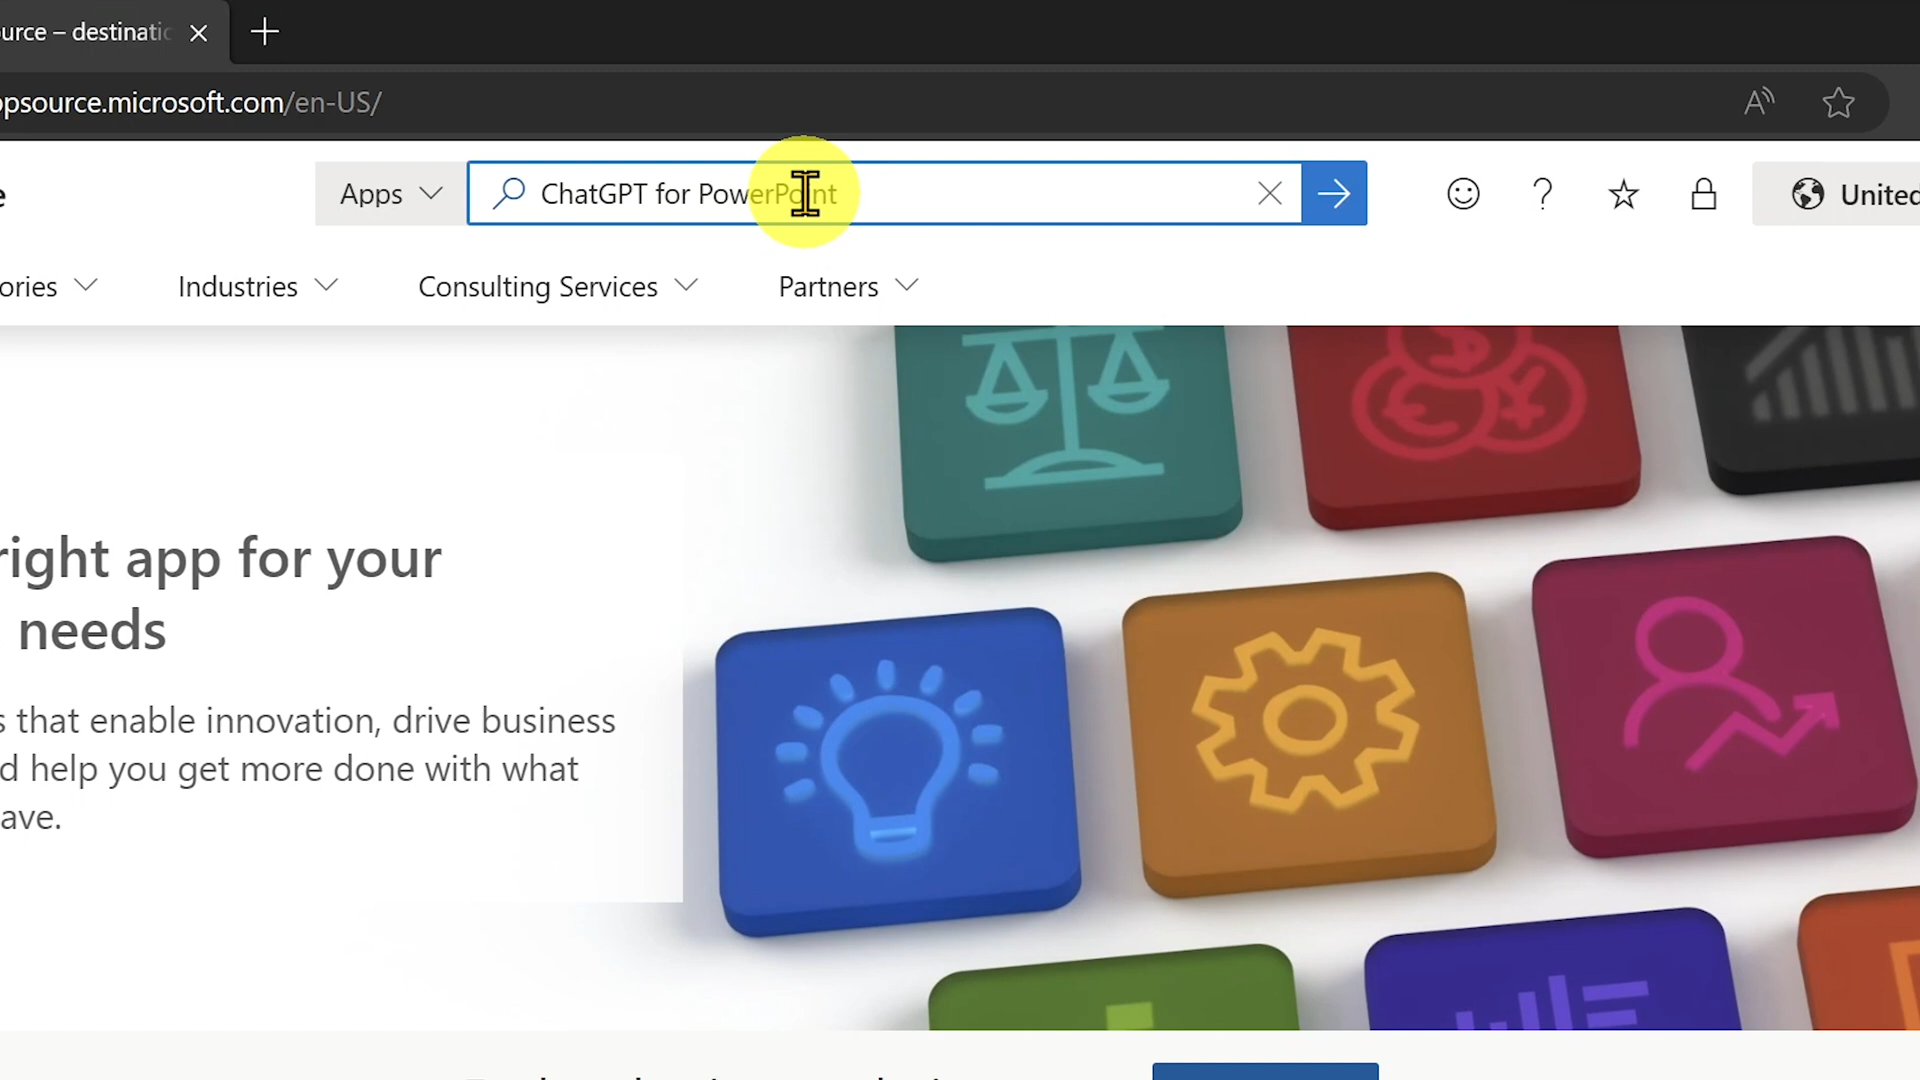 urce – destinatic
psource.microsoft.com/en-US/
e
Apps
ChatGPT for PowerPoint
United
ories
Industries
Consulting Services
Partners
right app for your
needs
s that enable innovation, drive business
d help you get more done with what
ave.